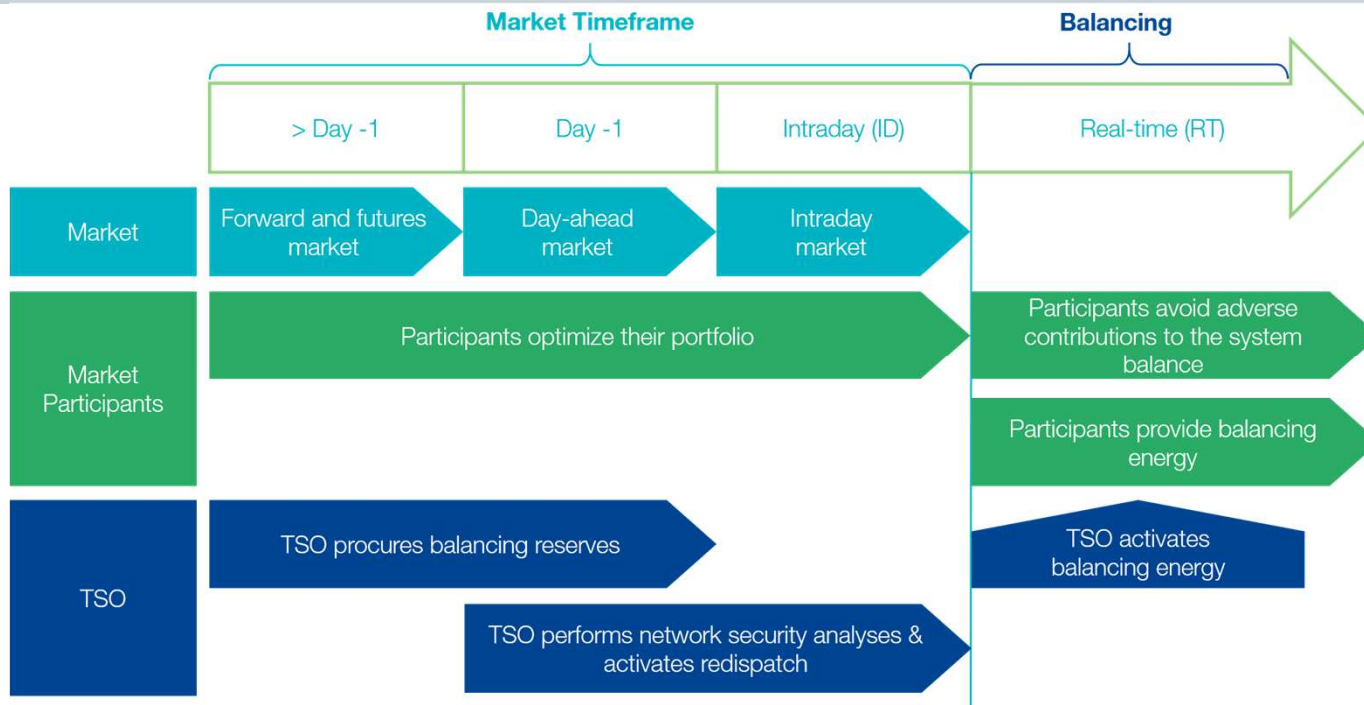 Market Timeframe
Balancing
> Day -1
Day -1
Intraday (ID)
Real-time (RT)
Market
Forward and futures
market
Day-ahead
market
Intraday
market
Market
Participants
Participants optimize their portfolio
Participants avoid adverse
contributions to the system
balance
Participants provide balancing
energy
TSO
TSO procures balancing reserves
TSO activates
balancing energy
TSO performs network security analyses &
activates redispatch